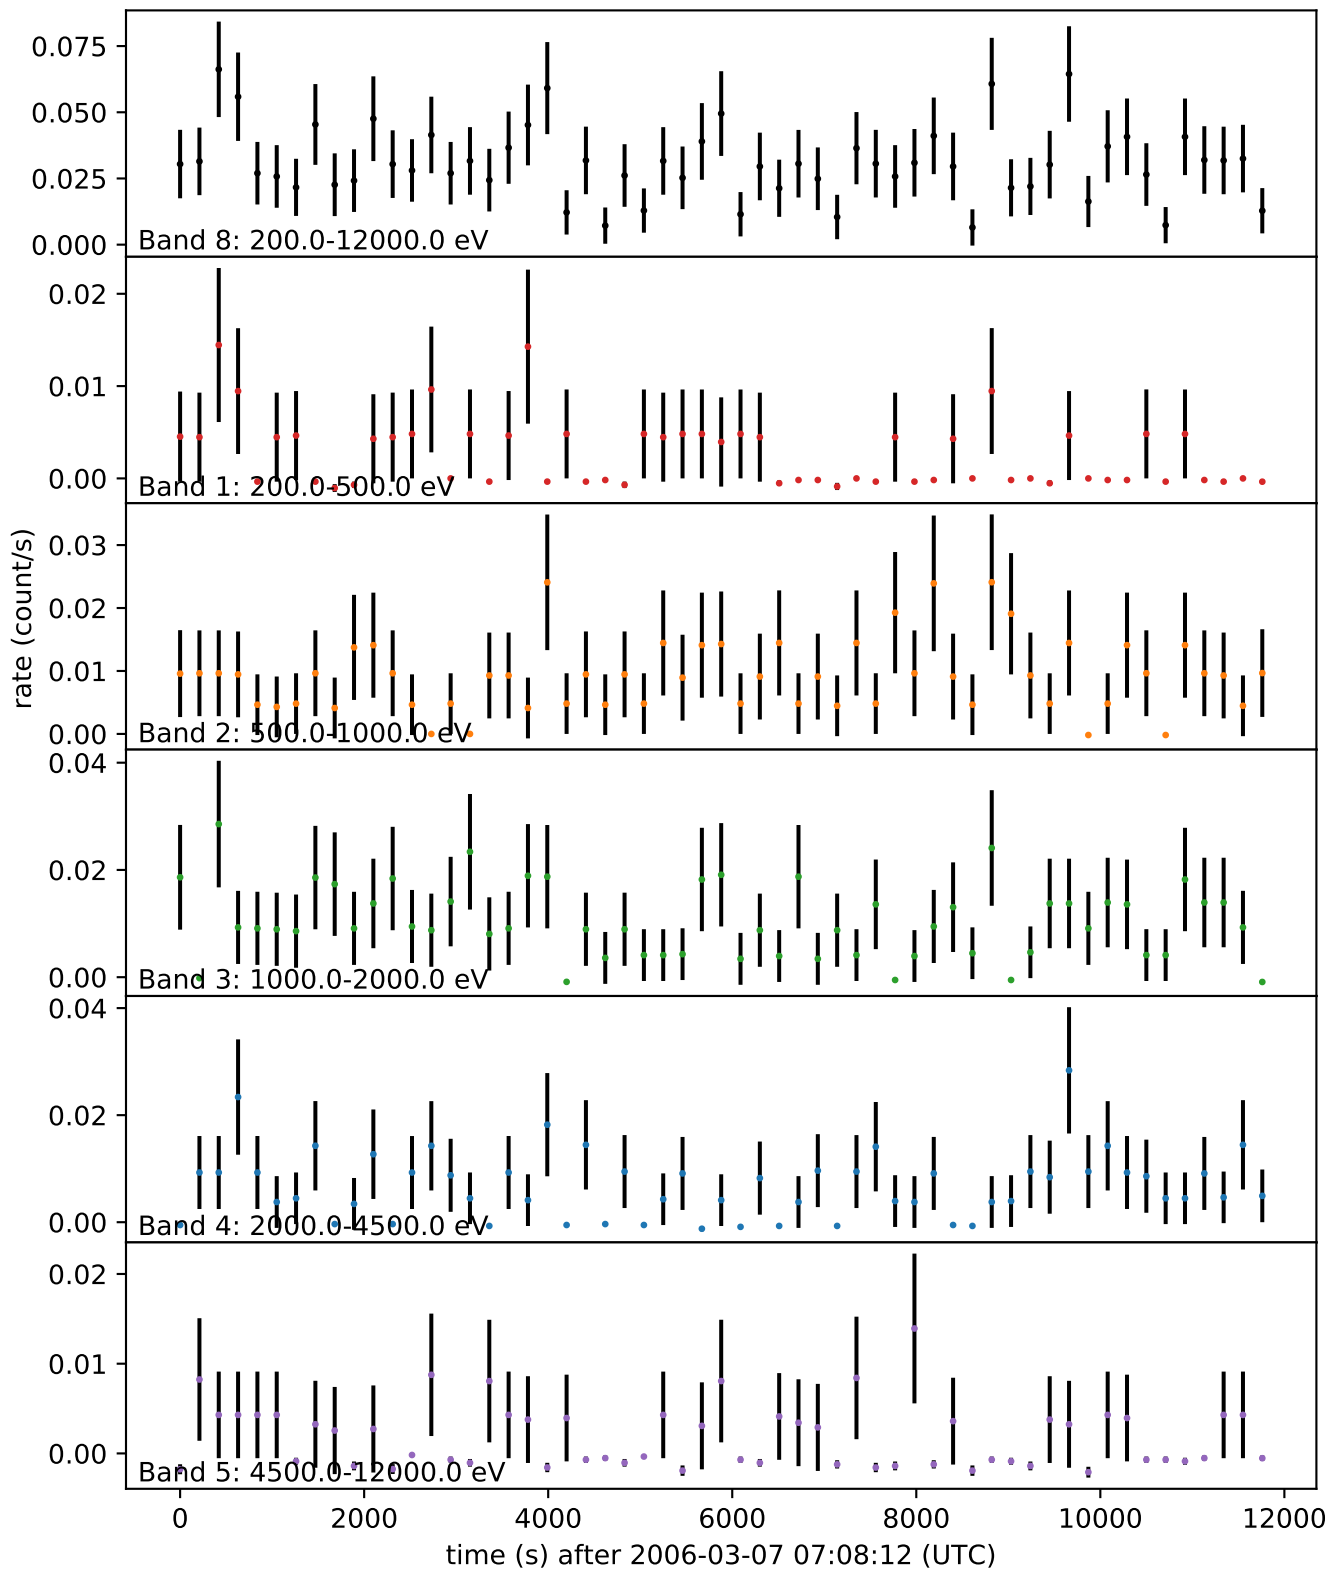 0.075
0.050
0.025
0.000
Band 8: 200.0-12000.0 eV
0.02
0.01
0.00
Band 1: 200.0-500.0 eV
rate (count/s)
0.03
0.02
0.01
0.00
Band 2: 500.0-1000.0 eV
0.04
0.02
0.00
Band 3: 1000.0-2000.0 eV
0.04
0.02
0.00
Band 4: 2000.0-4500.0 eV
0.02
0.01
0.00
Band 5: 4500.0-12000.0 eV
0 2000 4000 6000 8000 10000 12000
time (s) after 2006-03-07 07:08:12 (UTC)